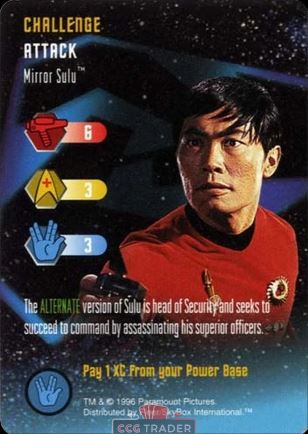 CHALLENGE
ATTACK
Mirror Sulu™
6
3
3
The ALTERNATE version of Sulu is head of Security and seeks to
succeed to command by assassinating his superior officers.
Pay 1 XC From your Power Base
TM & © 1996 Paramount Pictures.
Distributed by SkyBox International.™
CCG TRADER